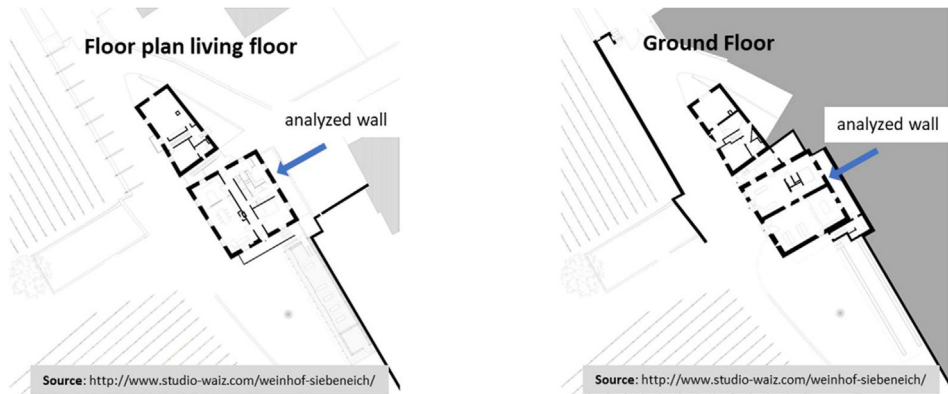 Floor plan living floor
analyzed wall
Source: http://www.studio-waiz.com/weinhof-siebeneich/
Ground Floor
analyzed wall
Source: http://www.studio-waiz.com/weinhof-siebeneich/